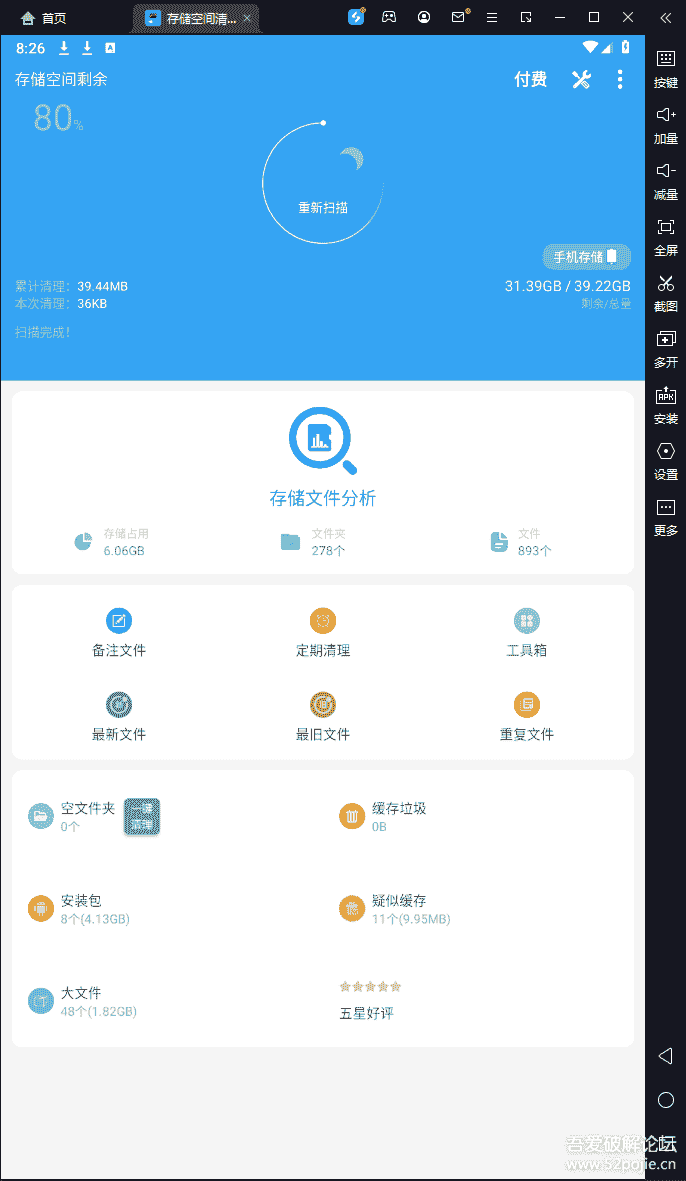 首页
存储空间清...
8:26
存储空间剩余
付费
80%
重新扫描
手机存储
累计清理：39.44MB
31.39GB / 39.22GB
本次清理：36KB
剩余/总量
扫描完成！
存储文件分析
存储占用
6.06GB
文件夹
278个
文件
893个
备注文件
定期清理
工具箱
最新文件
最旧文件
重复文件
空文件夹
0个
一键
清理
缓存垃圾
0B
安装包
8个(4.13GB)
疑似缓存
11个(9.95MB)
大文件
48个(1.82GB)
五星好评
按键
加量
减量
全屏
截图
多开
APK
安装
设置
更多
吾爱破解论坛
www.52pojie.cn